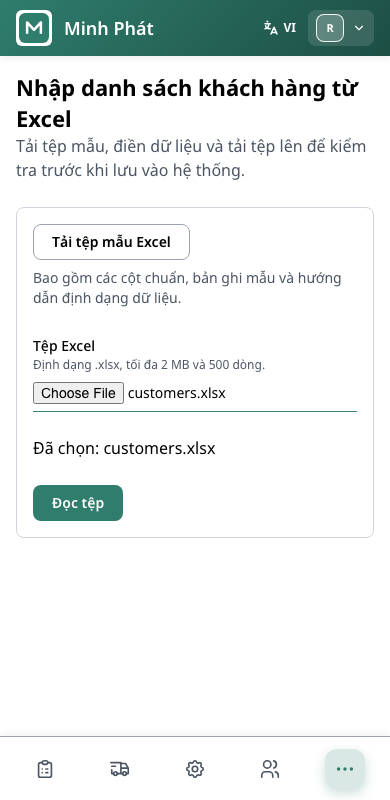 Minh Phát
VI
R
Nhập danh sách khách hàng từ
Excel
Tải tệp mẫu, điền dữ liệu và tải tệp lên để kiểm
tra trước khi lưu vào hệ thống.
Tải tệp mẫu Excel
Bao gồm các cột chuẩn, bản ghi mẫu và hướng
dẫn định dạng dữ liệu.
Tệp Excel
Định dạng .xlsx, tối đa 2 MB và 500 dòng.
Choose File customers.xlsx
Đã chọn: customers.xlsx
Đọc tệp